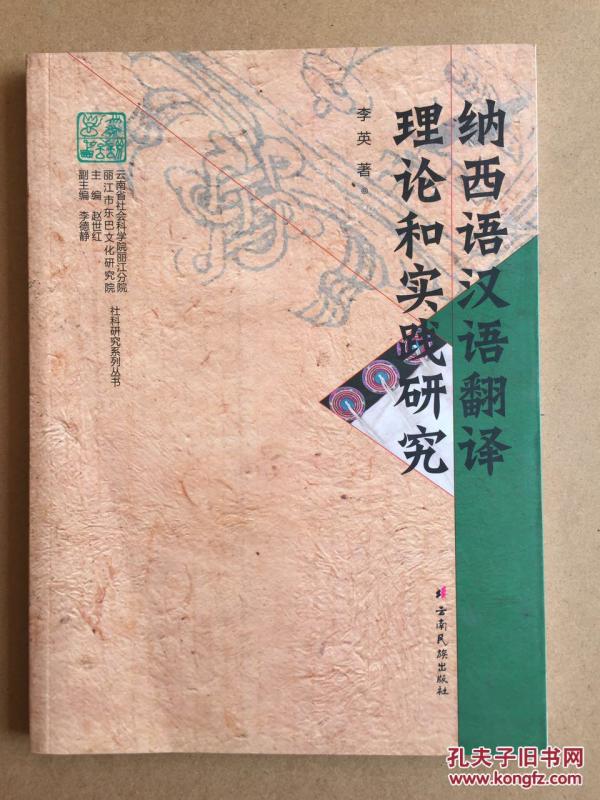 纳西语汉语翻译
理论和实践研究
李英 著
云南省社会科学院丽江分院
丽江市东巴文化研究院
社科研究系列丛书
主 编 赵世红
副主编 李德静
云南民族出版社
孔夫子旧书网
www.kongfz.com